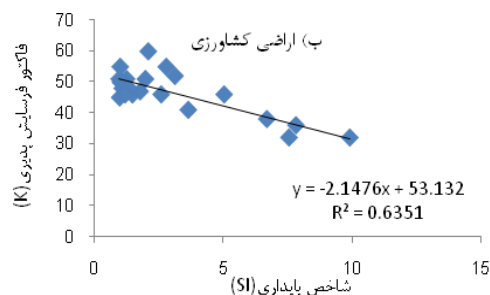 ب) اراضی کشاورزی
فاکتور فرسایش پذیری (K)
70
60
50
40
30
20
10
0
y = -2.1476x + 53.132
R² = 0.6351
0 5 10 15
شاخص پایداری (SI)